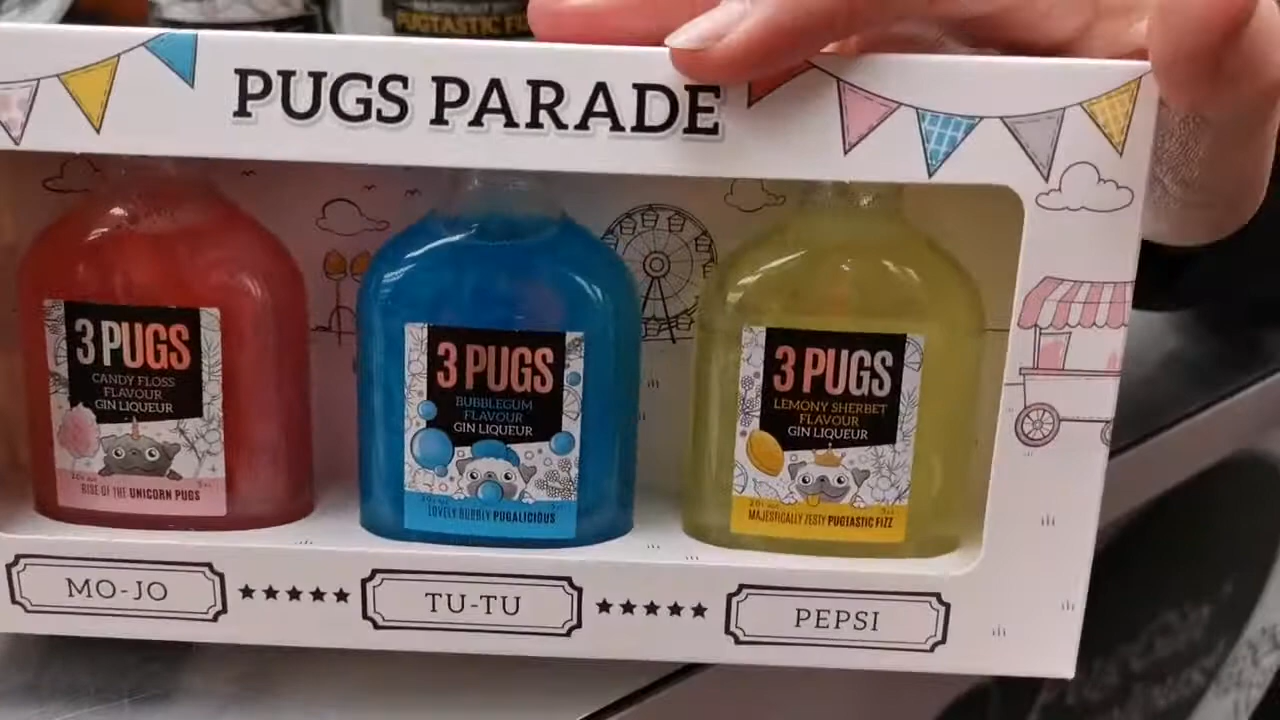 PUGTASTIC FI
PUGS PARADE
3 PUGS
CANDY FLOSS
FLAVOUR
GIN LIQUEUR
RISE OF THE UNICORN PUGS
3 PUGS
BUBBLEGUM
FLAVOUR
GIN LIQUEUR
LOVELY BUBBLY PUGALICIOUS
3 PUGS
LEMONY SHERBET
FLAVOUR
GIN LIQUEUR
MAJESTICALLY ZESTY PUGTASTIC FIZZ
MO-JO
TU-TU
PEPSI